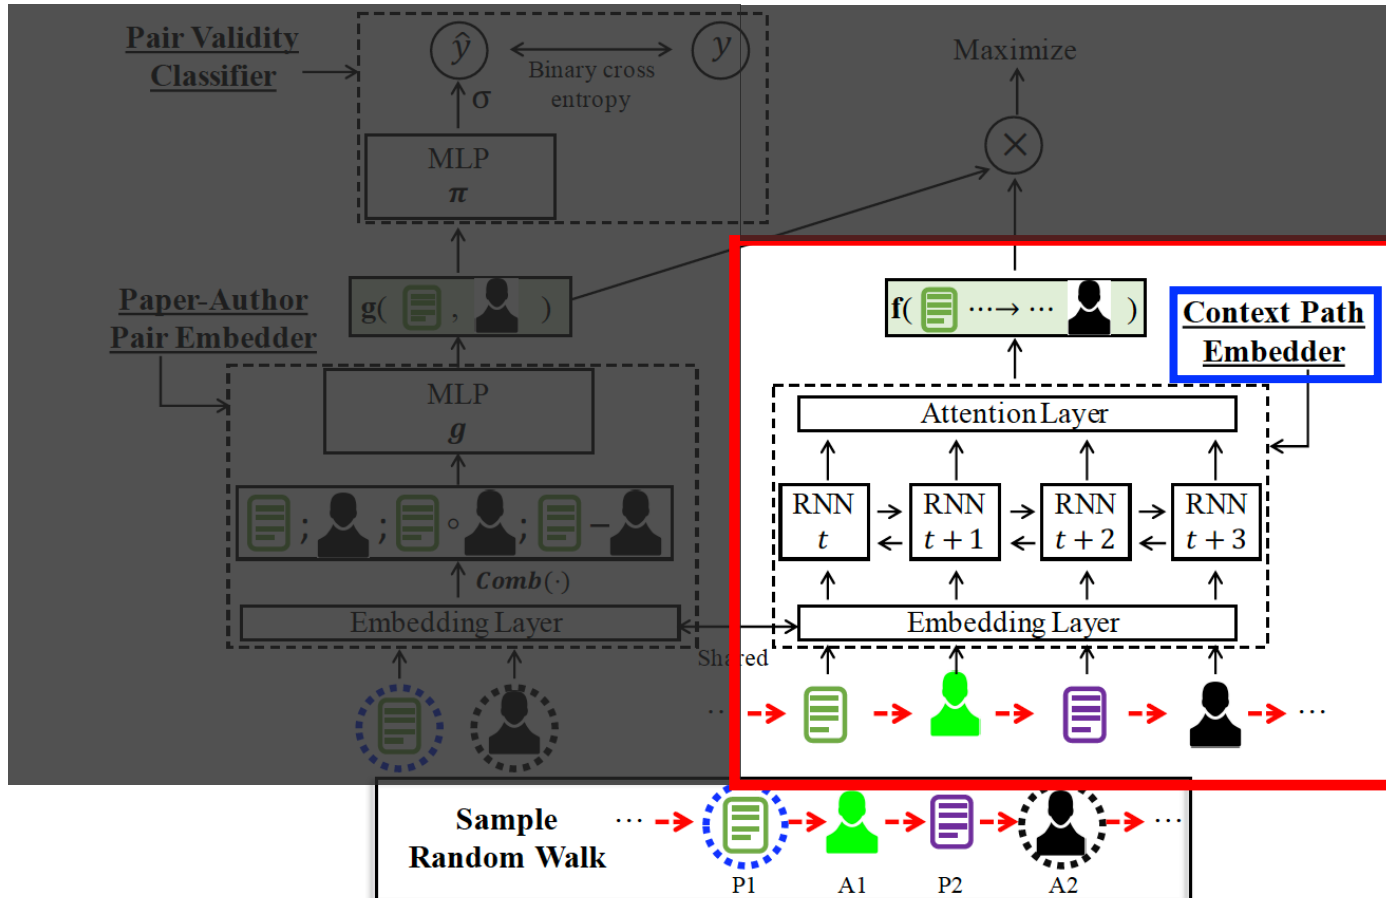 Pair Validity
Classifier
ŷ
y
Binary cross
entropy
σ
MLP
π
Maximize
×
Paper-Author
Pair Embedder
g( , )
MLP
g
; ; ∘ ; −
Comb(·)
Embedding Layer
Shared
f( ···→ ··· )
Context Path
Embedder
Attention Layer
RNN
t
RNN
t + 1
RNN
t + 2
RNN
t + 3
Embedding Layer
··· ···
Sample
Random Walk
··· ···
P1 A1 P2 A2